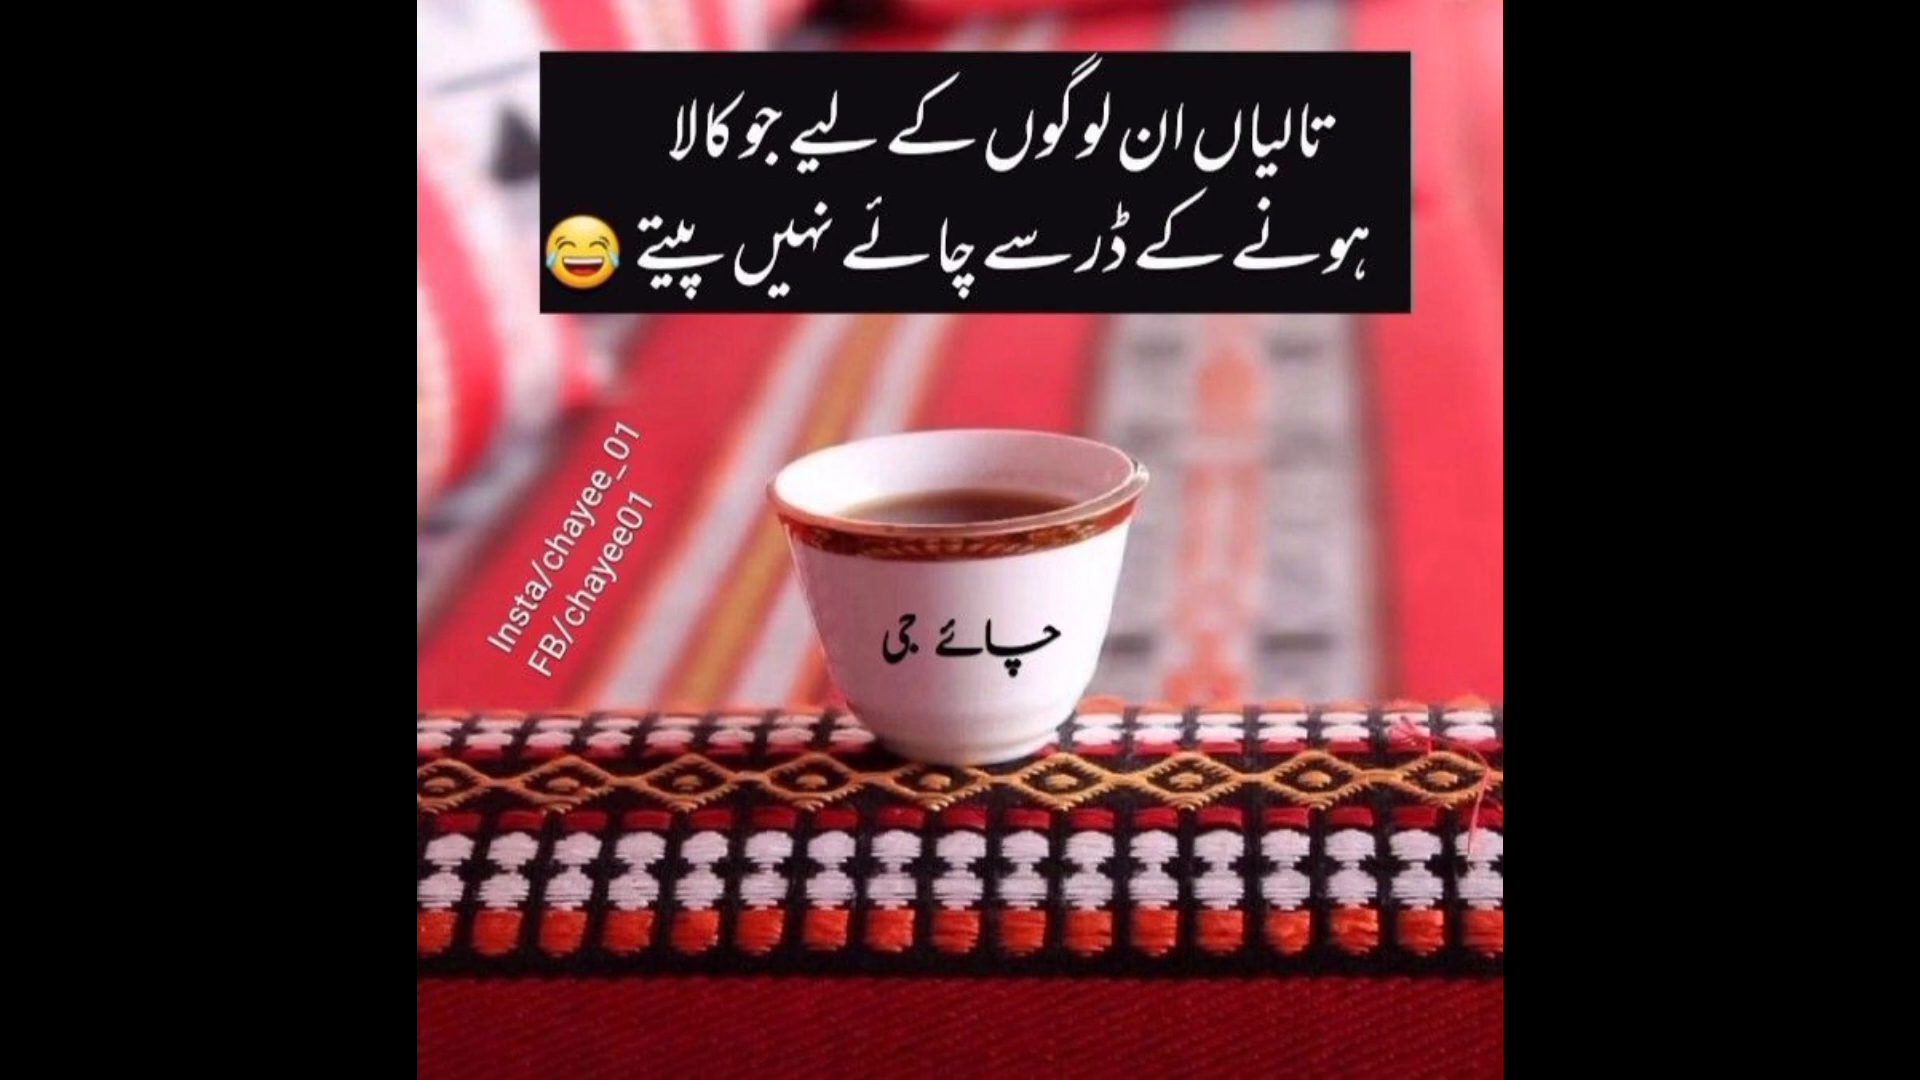 تالیاں ان لوگوں کے لیے جو کالا
ہونے کے ڈر سے چائے نہیں پیتے 😂
Insta/chayee_01
FB/chayee01
چائے جی